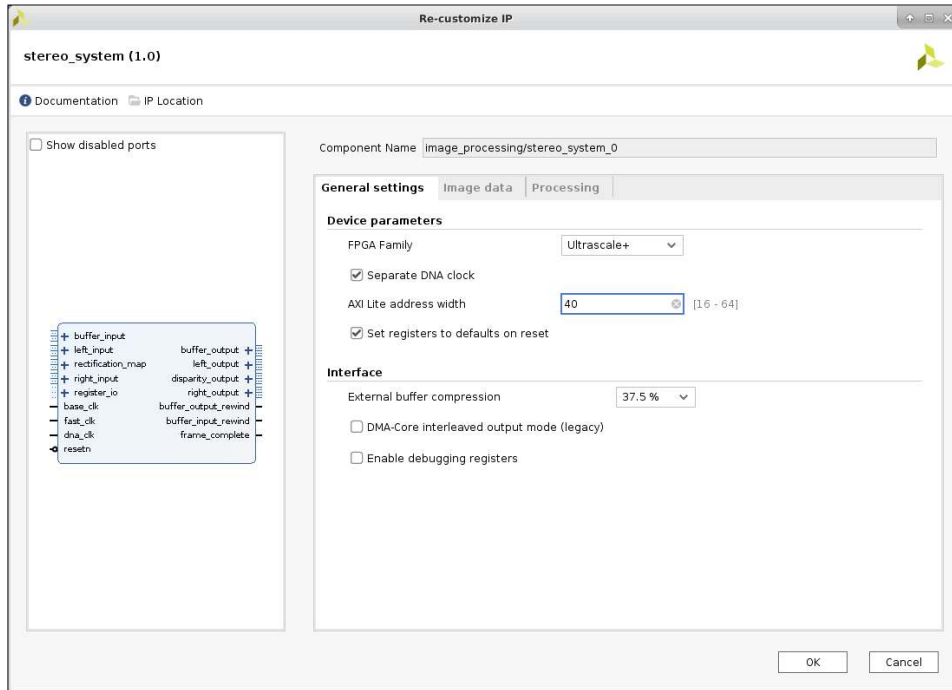 Re-customize IP
stereo_system (1.0)
Documentation IP Location
Show disabled ports
buffer_input
left_input
rectification_map
right_input
register_io
base_clk
fast_clk
dna_clk
resetn
buffer_output
left_output
disparity_output
right_output
buffer_output_rewind
buffer_input_rewind
frame_complete
Component Name image_processing/stereo_system_0
General settings Image data Processing
Device parameters
FPGA Family Ultrascale+
Separate DNA clock
AXI Lite address width 40 [16 - 64]
Set registers to defaults on reset
Interface
External buffer compression 37.5 %
DMA-Core interleaved output mode (legacy)
Enable debugging registers
OK Cancel